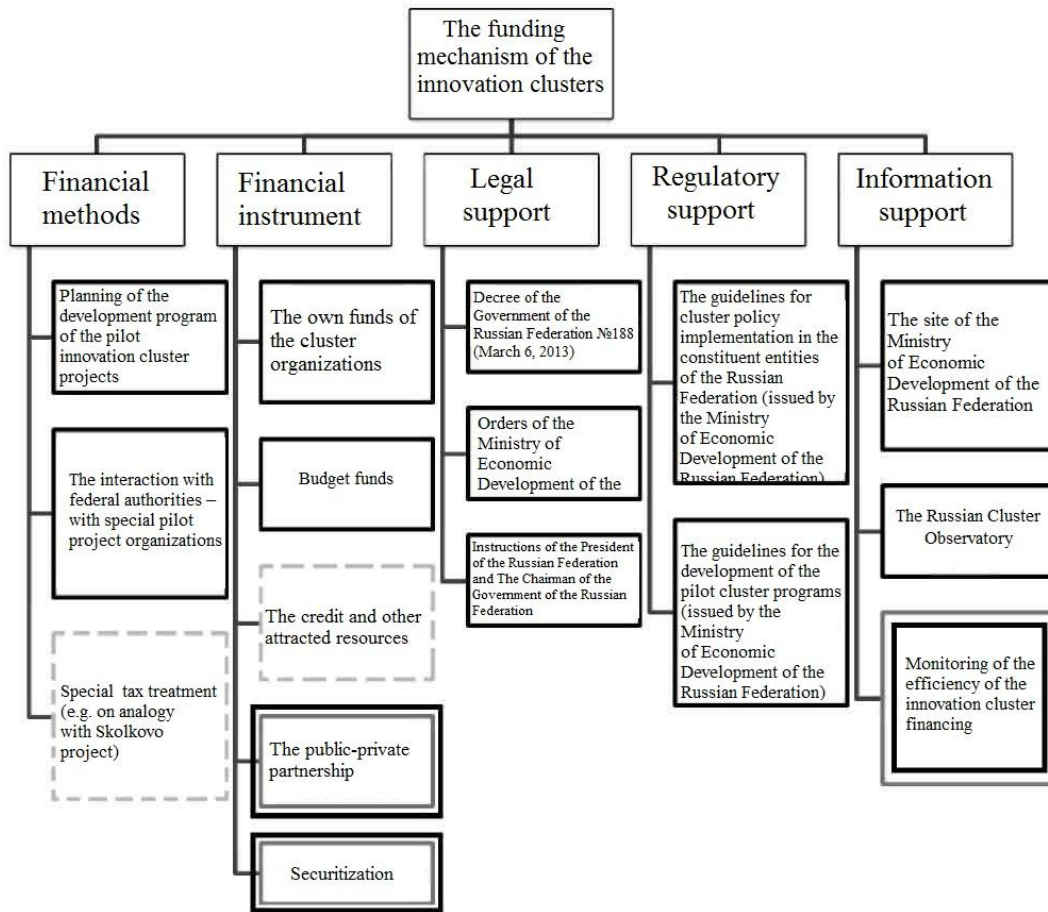 The funding
mechanism of the
innovation clusters
Financial
methods
Financial
instrument
Legal
support
Regulatory
support
Information
support
Planning of the
development program
of the pilot
innovation cluster
projects
The interaction with
federal authorities –
with special pilot
project organizations
Special tax treatment
(e.g. on analogy
with Skolkovo
project)
The own funds of
the cluster
organizations
Budget funds
The credit and other
attracted resources
The public-private
partnership
Securitization
Decree of the
Government of the
Russian Federation №188
(March 6, 2013)
Orders of the
Ministry of
Economic
Development of the
Instructions of the President
of the Russian Federation
and The Chairman of the
Government of the Russian
Federation
The guidelines for
cluster policy
implementation in the
constituent entities
of the Russian
Federation (issued by
the Ministry
of Economic
Development of the
Russian Federation)
The guidelines for the
development of the
pilot cluster programs
(issued by the
Ministry
of Economic
Development of the
Russian Federation)
The site of the
Ministry
of Economic
Development of the
Russian Federation
The Russian Cluster
Observatory
Monitoring of the
efficiency of the
innovation cluster
financing